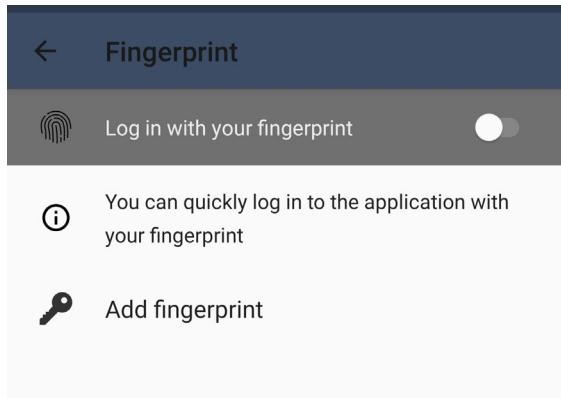 Fingerprint
Log in with your fingerprint
You can quickly log in to the application with
your fingerprint
Add fingerprint